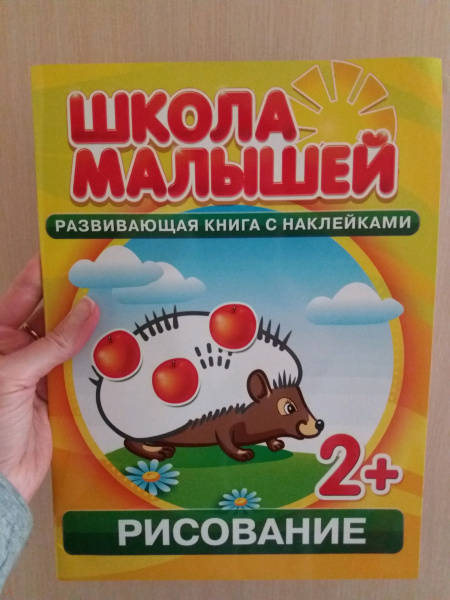 ШКОЛА
МАЛЫШЕЙ
РАЗВИВАЮЩАЯ КНИГА С НАКЛЕЙКАМИ
2+
РИСОВАНИЕ